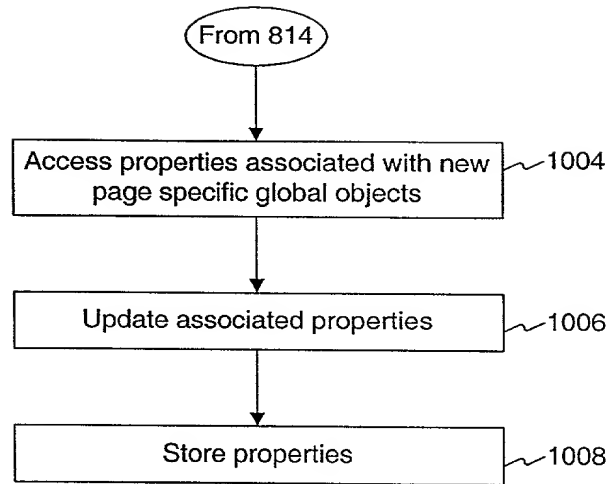 From 814
Access properties associated with new
page specific global objects
1004
Update associated properties
1006
Store properties
1008